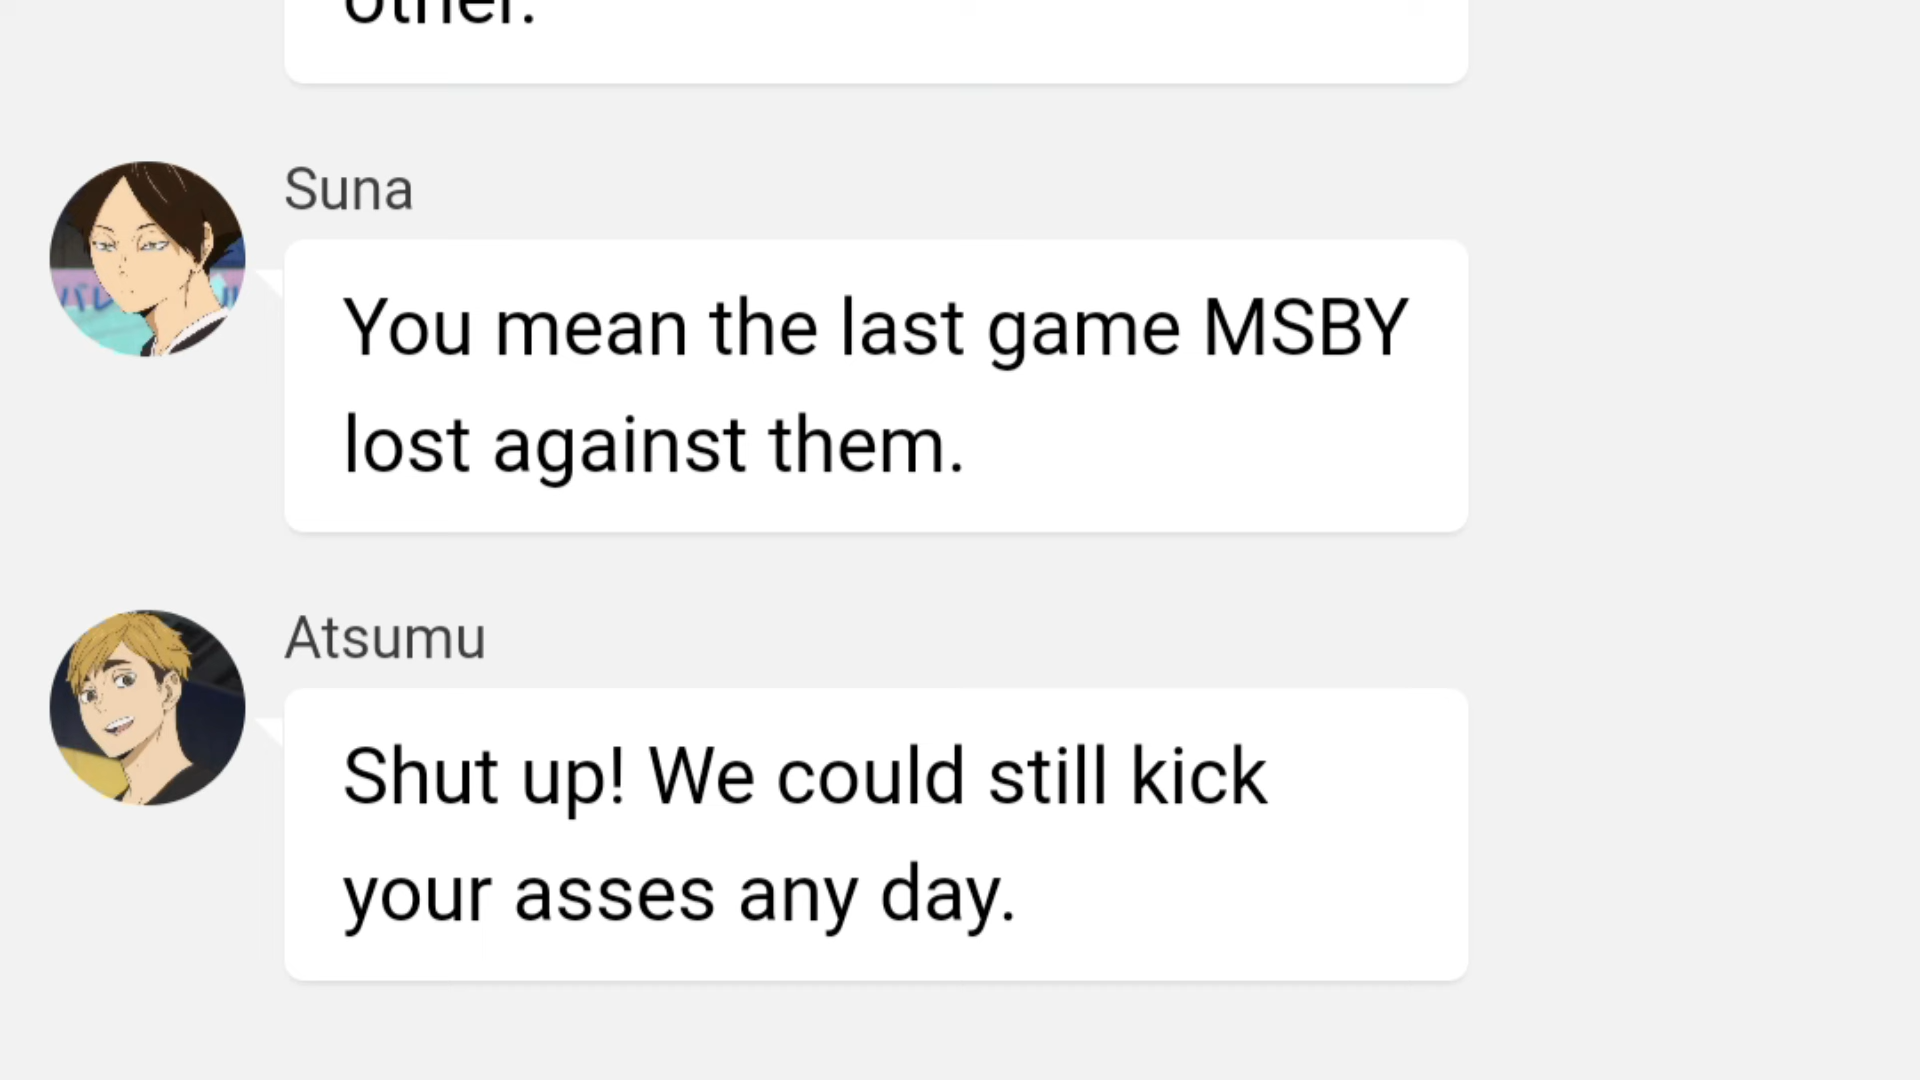 other.
Suna
You mean the last game MSBY
lost against them.
Atsumu
Shut up! We could still kick
your asses any day.